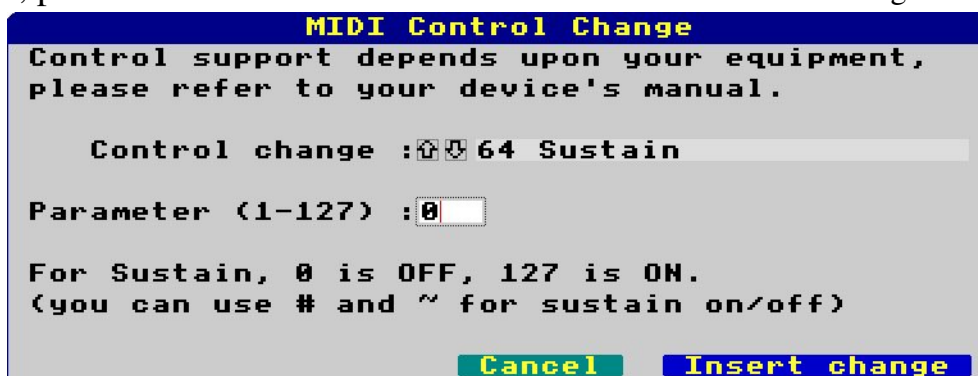 MIDI Control Change
Control support depends upon your equipment,
please refer to your device's manual.
Control change :⇧⇩ 64 Sustain
Parameter (1-127) :0
For Sustain, 0 is OFF, 127 is ON.
(you can use # and ~ for sustain on/off)
Cancel Insert change